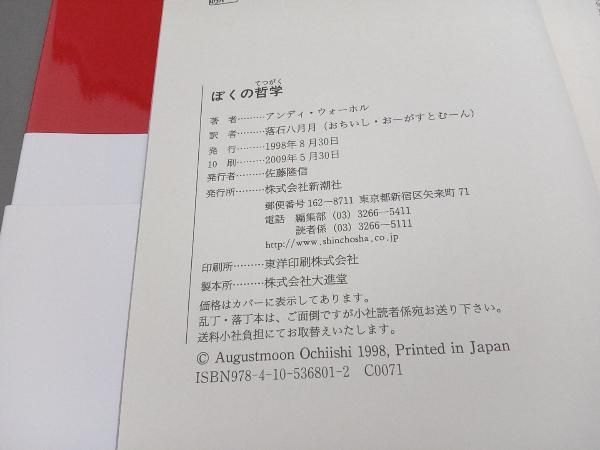 てつがく
ぼくの哲学
著 者………アンディ・ウォーホル
訳 者………落石八月月（おちいし・おーがすとむーん）
発 行………1998年8月30日
10 刷………2009年5月30日
発行者………佐藤隆信
発行所………株式会社新潮社
郵便番号 162—8711 東京都新宿区矢来町 71
電話 編集部（03）3266—5411
読者係（03）3266—5111
http://www.shinchosha.co.jp
印刷所………東洋印刷株式会社
製本所………株式会社大進堂
価格はカバーに表示してあります。
乱丁・落丁本は、ご面倒ですが小社読者係宛お送り下さい。
送料小社負担にてお取替えいたします。
© Augustmoon Ochiishi 1998, Printed in Japan
ISBN978-4-10-536801-2 C0071